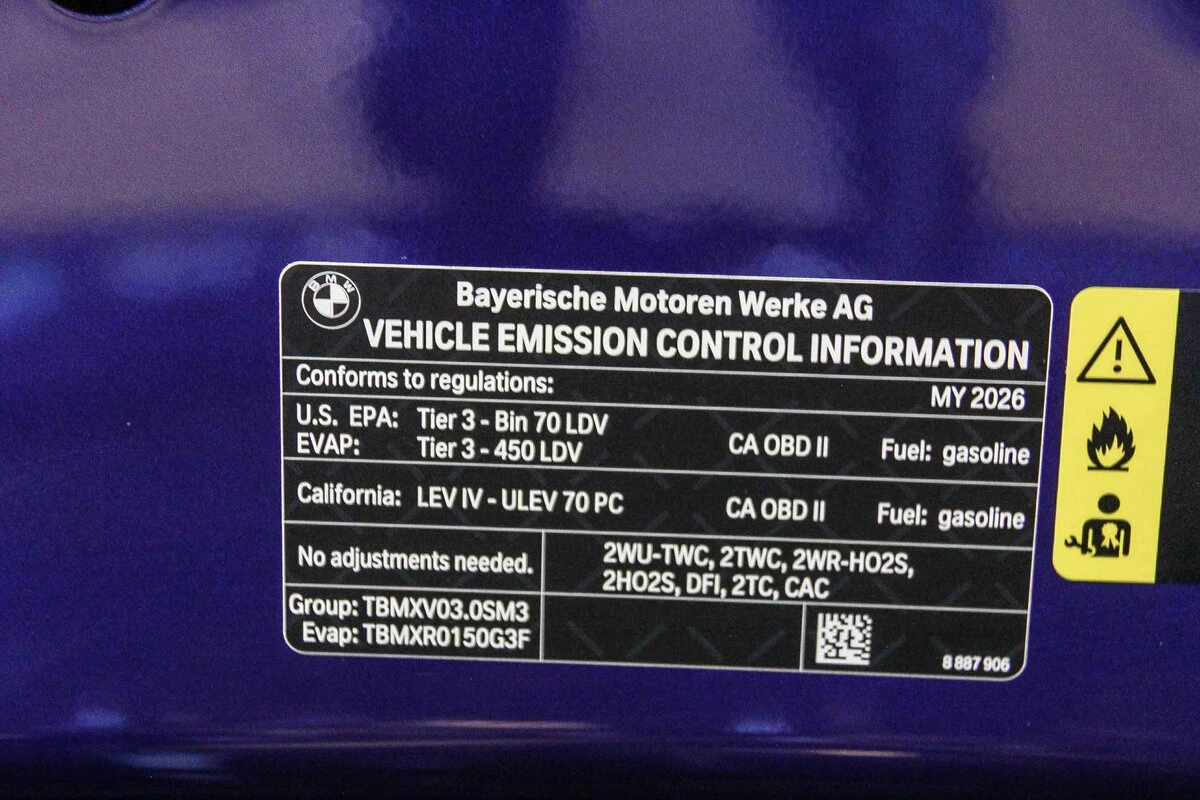 BMW
Bayerische Motoren Werke AG
VEHICLE EMISSION CONTROL INFORMATION
Conforms to regulations:
MY 2026
U.S. EPA: Tier 3 - Bin 70 LDV
EVAP: Tier 3 - 450 LDV
CA OBD II
Fuel: gasoline
California: LEV IV - ULEV 70 PC
CA OBD II
Fuel: gasoline
No adjustments needed.
2WU-TWC, 2TWC, 2WR-HO2S,
2HO2S, DFI, 2TC, CAC
Group: TBMXV03.0SM3
Evap: TBMXR0150G3F
8 887 906